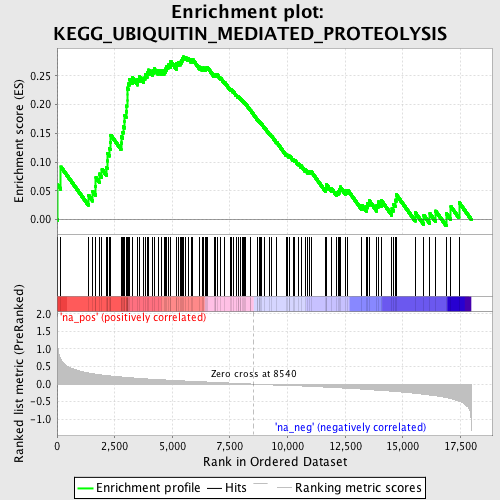 Enrichment plot:
KEGG_UBIQUITIN_MEDIATED_PROTEOLYSIS
Enrichment score (ES)
0.25
0.20
0.15
0.10
0.05
0.00
'na_pos' (positively correlated)
Ranked list metric (PreRanked)
2.0
1.5
1.0
0.5
0.0
-0.5
-1.0
Zero cross at 8540
'na_neg' (negatively correlated)
0 2,500 5,000 7,500 10,000 12,500 15,000 17,500
Rank in Ordered Dataset
Enrichment profile Hits Ranking metric scores